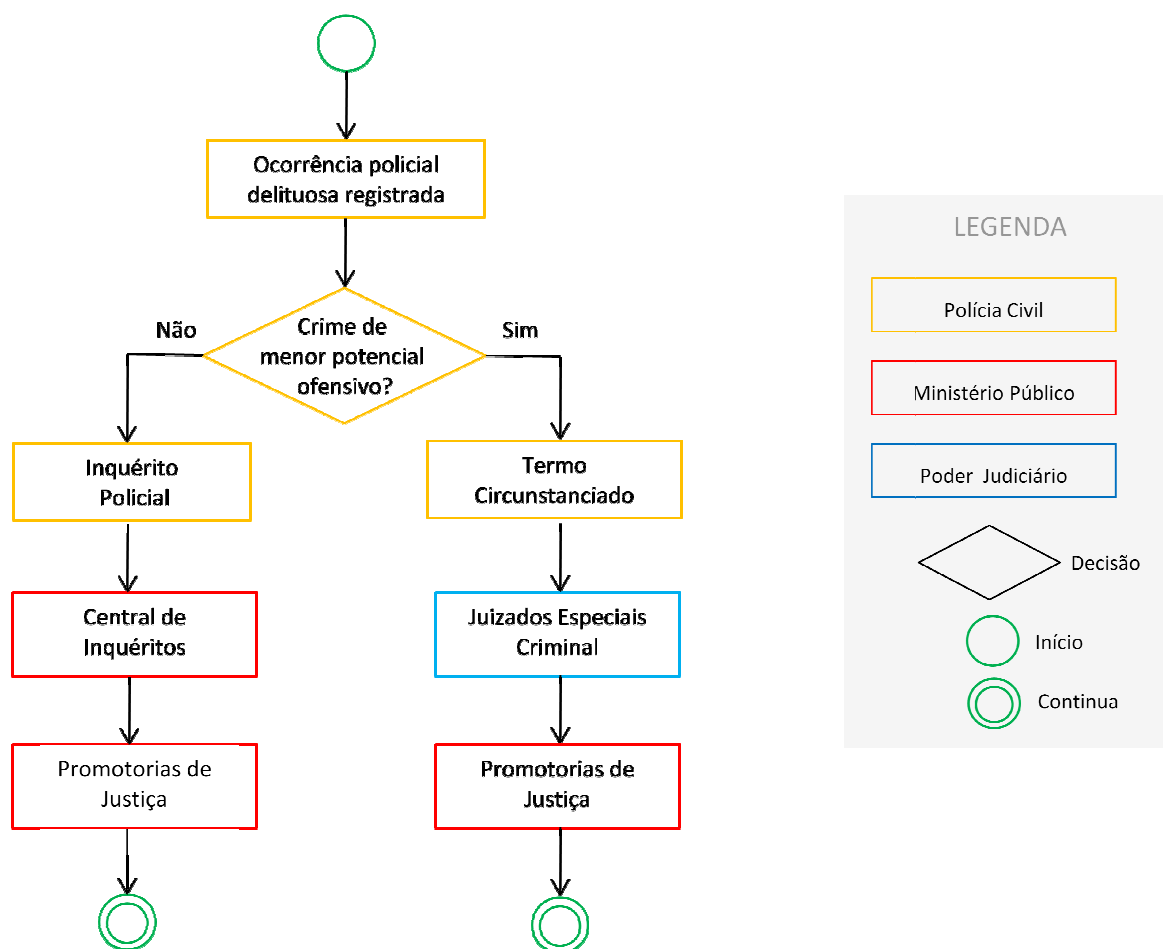 Ocorrência policial
delituosa registrada
Não
Crime de
menor potencial
ofensivo?
Sim
Inquérito
Policial
Termo
Circunstanciado
Central de
Inquéritos
Juizados Especiais
Criminal
Promotorias de
Justiça
Promotorias de
Justiça
LEGENDA
Polícia Civil
Ministério Público
Poder Judiciário
Decisão
Início
Continua